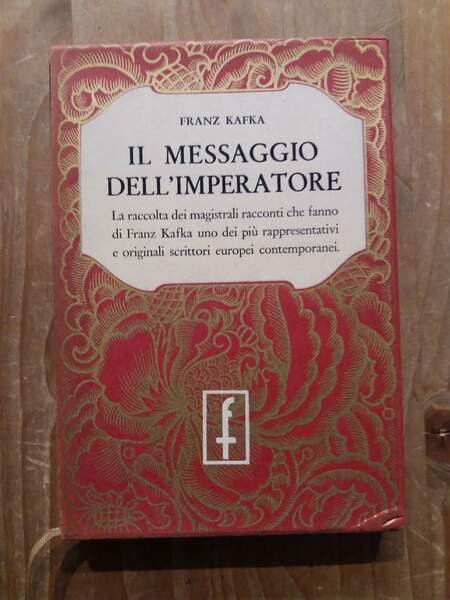 FRANZ KAFKA
IL MESSAGGIO
DELL'IMPERATORE
La raccolta dei magistrali racconti che fanno
di Franz Kafka uno dei più rappresentativi
e originali scrittori europei contemporanei.
f